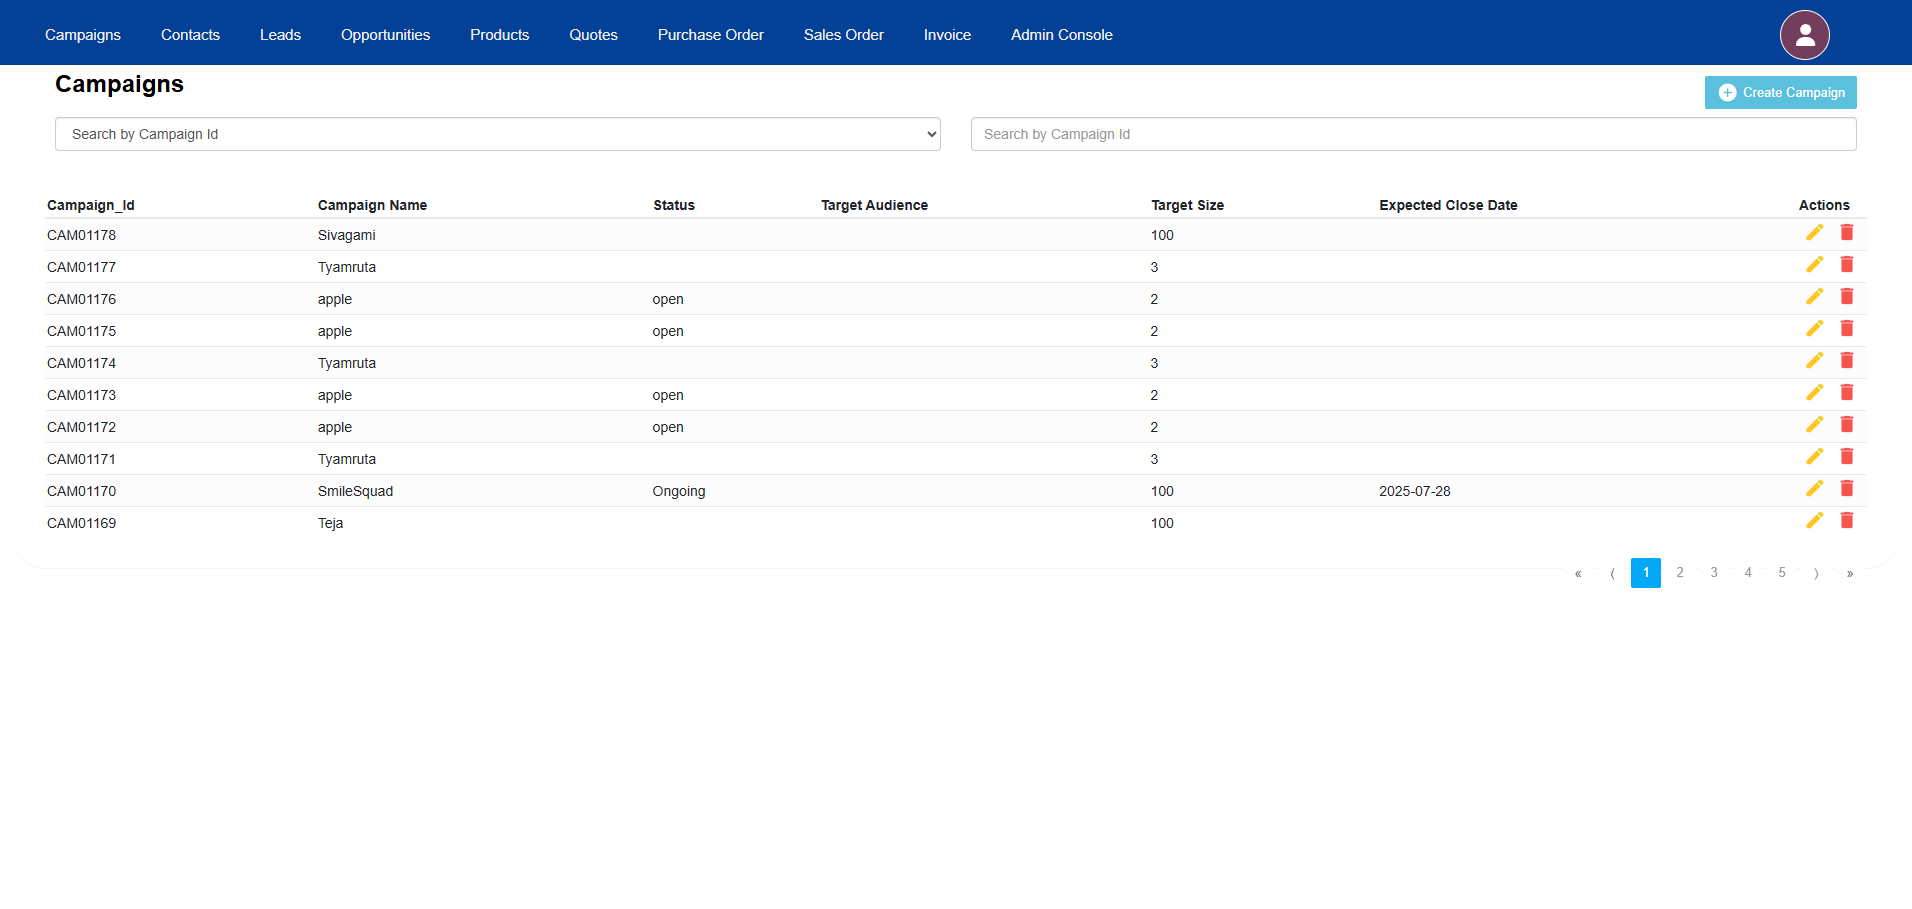 Campaigns Contacts Leads Opportunities Products Quotes Purchase Order Sales Order Invoice Admin Console
Campaigns
Create Campaign
Search by Campaign Id Search by Campaign Id
Campaign_Id Campaign Name Status Target Audience Target Size Expected Close Date Actions
CAM01178 Sivagami 100
CAM01177 Tyamruta 3
CAM01176 apple open 2
CAM01175 apple open 2
CAM01174 Tyamruta 3
CAM01173 apple open 2
CAM01172 apple open 2
CAM01171 Tyamruta 3
CAM01170 SmileSquad Ongoing 100 2025-07-28
CAM01169 Teja 100
« ⟨ 1 2 3 4 5 ⟩ »